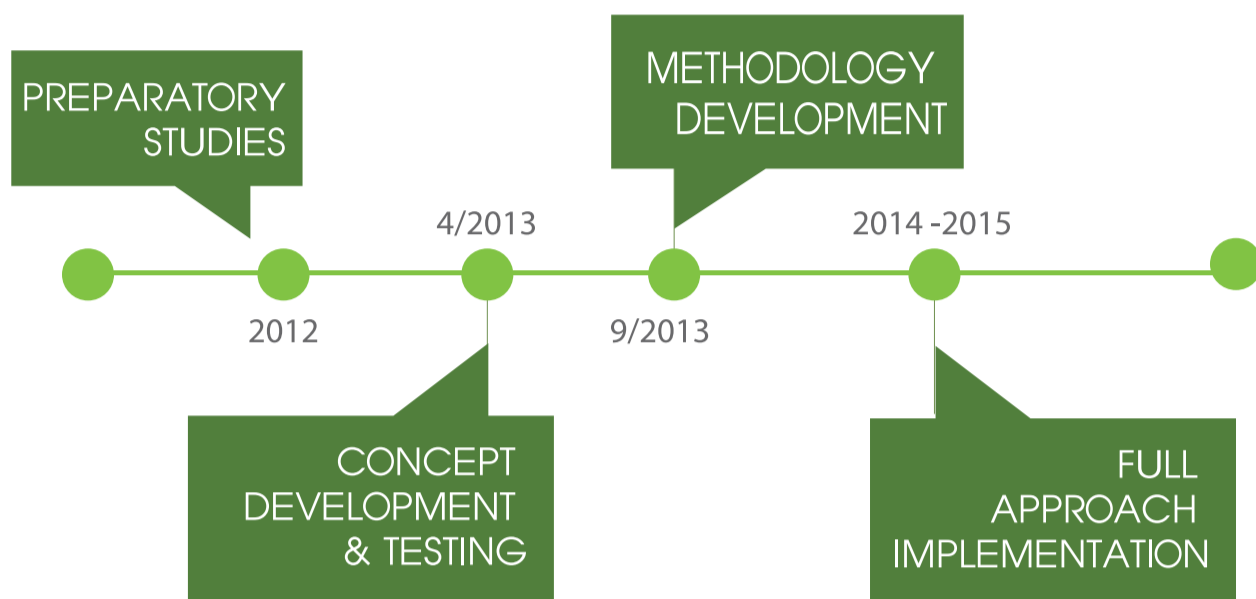 PREPARATORY
STUDIES
2012
4/2013
CONCEPT
DEVELOPMENT
& TESTING
METHODOLOGY
DEVELOPMENT
9/2013
2014 -2015
FULL
APPROACH
IMPLEMENTATION